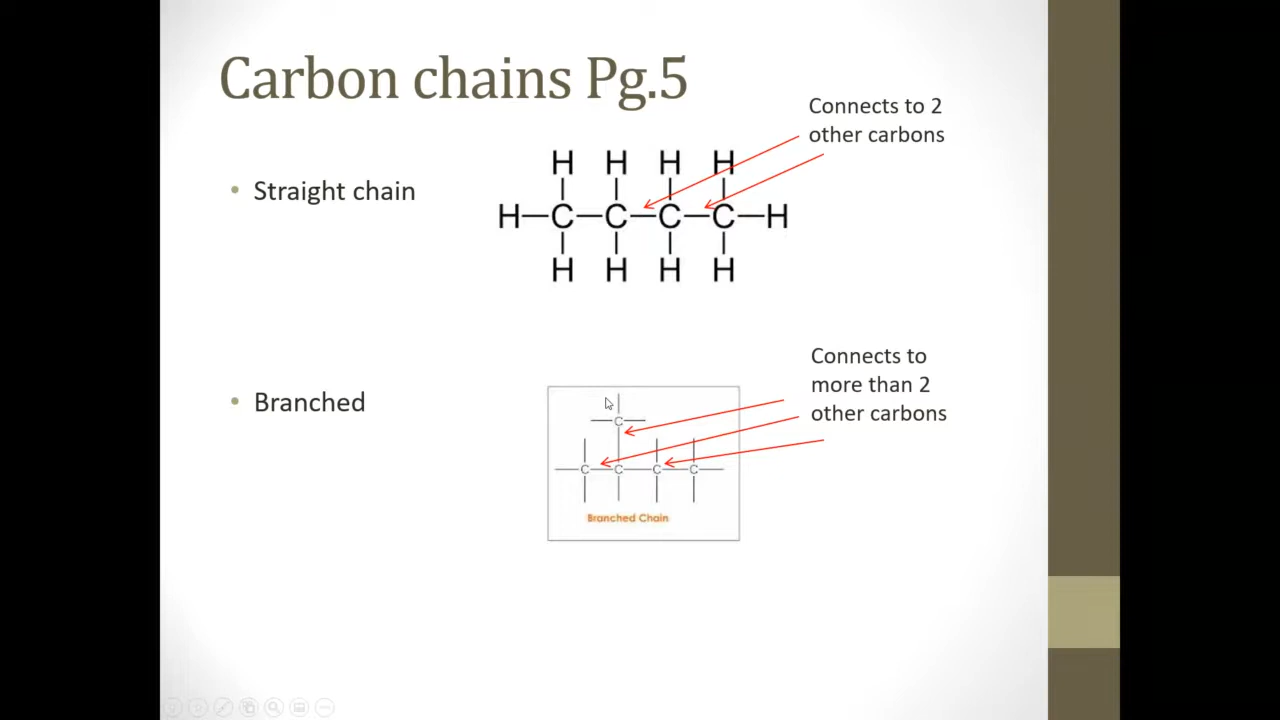 Carbon chains Pg.5
Connects to 2
other carbons
• Straight chain
H H H H
H—C—C—C—C—H
H H H H
Connects to
more than 2
other carbons
• Branched
C
C C C C
Branched Chain